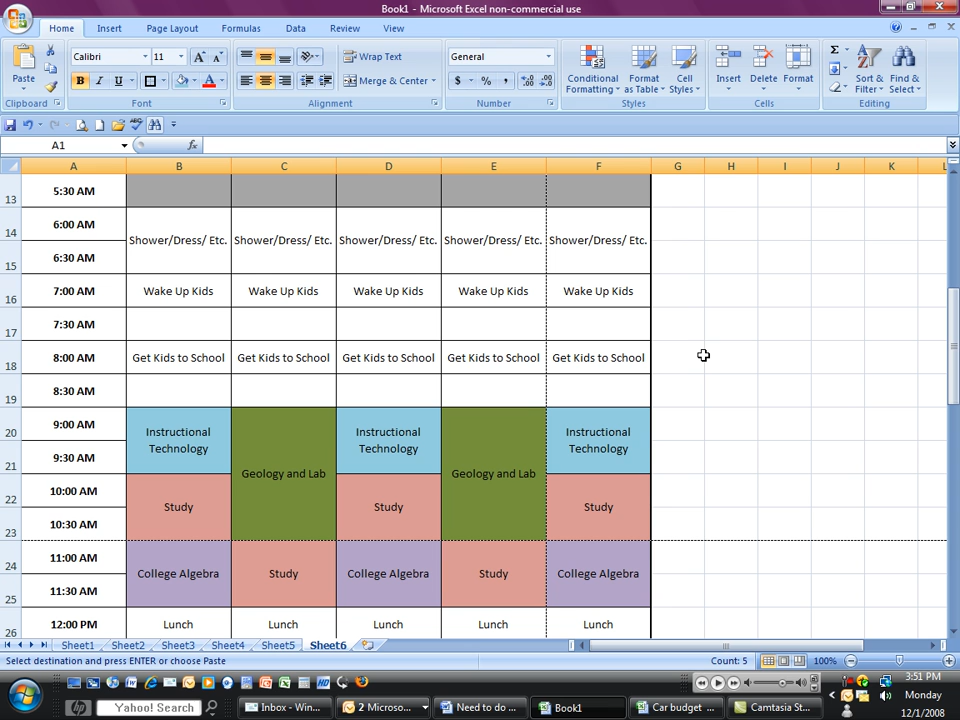 Book1 - Microsoft Excel non-commercial use
Home Insert Page Layout Formulas Data Review View
Paste
Calibri 11 A A
B I U A
Wrap Text
Merge & Center
General
$ % ,
Conditional Formatting
Format as Table
Cell Styles
Insert Delete Format
Sort & Filter
Find & Select
Clipboard Font Alignment Number Styles Cells Editing
A1 fx
A B C D E F G H I J K L
13 5:30 AM
14 6:00 AM
Shower/Dress/ Etc. Shower/Dress/ Etc. Shower/Dress/ Etc. Shower/Dress/ Etc. Shower/Dress/ Etc.
15 6:30 AM
16 7:00 AM Wake Up Kids Wake Up Kids Wake Up Kids Wake Up Kids Wake Up Kids
17 7:30 AM
18 8:00 AM Get Kids to School Get Kids to School Get Kids to School Get Kids to School Get Kids to School
19 8:30 AM
20 9:00 AM Instructional Instructional Instructional
Technology Technology Technology
21 9:30 AM
Geology and Lab Geology and Lab
22 10:00 AM
Study Study Study
23 10:30 AM
24 11:00 AM
College Algebra Study College Algebra Study College Algebra
25 11:30 AM
26 12:00 PM Lunch Lunch Lunch Lunch Lunch
Sheet1 Sheet2 Sheet3 Sheet4 Sheet5 Sheet6
Select destination and press ENTER or choose Paste Count: 5 100%
3:51 PM
Monday
12/1/2008
hp Yahoo! Search Inbox - Win... 2 Microso... Need to do ... Book1 Car budget ... Camtasia St...